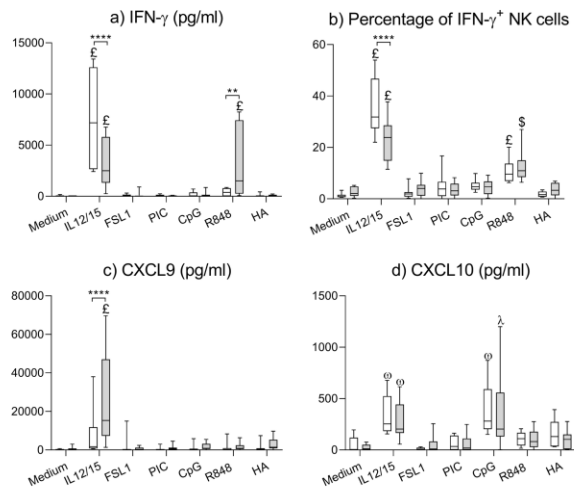 a) IFN-γ (pg/ml)
15000
10000
5000
0
****
£
£
**
£
Medium
IL12/15
FSL1
PIC
CpG
R848
HA
b) Percentage of IFN-γ+ NK cells
60
40
20
0
****
£
£
£
$
Medium
IL12/15
FSL1
PIC
CpG
R848
HA
c) CXCL9 (pg/ml)
80000
60000
40000
20000
0
****
£
Medium
IL12/15
FSL1
PIC
CpG
R848
HA
d) CXCL10 (pg/ml)
1500
1000
500
0
ω
ω
ω
λ
Medium
IL12/15
FSL1
PIC
CpG
R848
HA